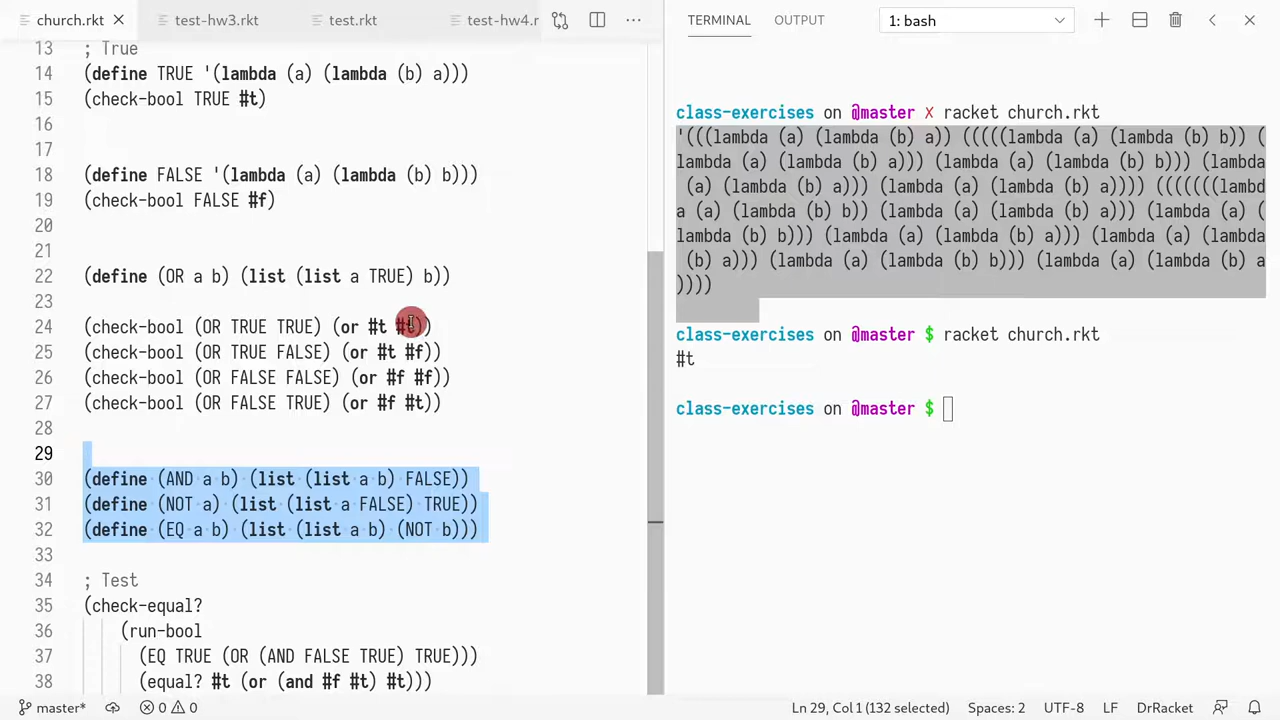 church.rkt
test-hw3.rkt
test.rkt
test-hw4.r
13 ; True
14 (define TRUE '(lambda (a) (lambda (b) a)))
15 (check-bool TRUE #t)
16
17
18 (define FALSE '(lambda (a) (lambda (b) b)))
19 (check-bool FALSE #f)
20
21
22 (define (OR a b) (list (list a TRUE) b))
23
24 (check-bool (OR TRUE TRUE) (or #t #t))
25 (check-bool (OR TRUE FALSE) (or #t #f))
26 (check-bool (OR FALSE FALSE) (or #f #f))
27 (check-bool (OR FALSE TRUE) (or #f #t))
28
29
30 (define (AND a b) (list (list a b) FALSE))
31 (define (NOT a) (list (list a FALSE) TRUE))
32 (define (EQ a b) (list (list a b) (NOT b)))
33
34 ; Test
35 (check-equal?
36 (run-bool
37 (EQ TRUE (OR (AND FALSE TRUE) TRUE)))
38 (equal? #t (or (and #f #t) #t)))
TERMINAL
OUTPUT
1: bash
class-exercises on @master ✗ racket church.rkt
'(((lambda (a) (lambda (b) a)) (((((lambda (a) (lambda (b) b)) (
lambda (a) (lambda (b) a))) (lambda (a) (lambda (b) b))) (lambda
(a) (lambda (b) a))) (lambda (a) (lambda (b) a)))) (((((((lambd
a (a) (lambda (b) b)) (lambda (a) (lambda (b) a))) (lambda (a) (
lambda (b) b))) (lambda (a) (lambda (b) a))) (lambda (a) (lambda
(b) a))) (lambda (a) (lambda (b) b))) (lambda (a) (lambda (b) a
))))
class-exercises on @master $ racket church.rkt
#t
class-exercises on @master $
master*
0
0
Ln 29, Col 1 (132 selected)
Spaces: 2
UTF-8
LF
DrRacket